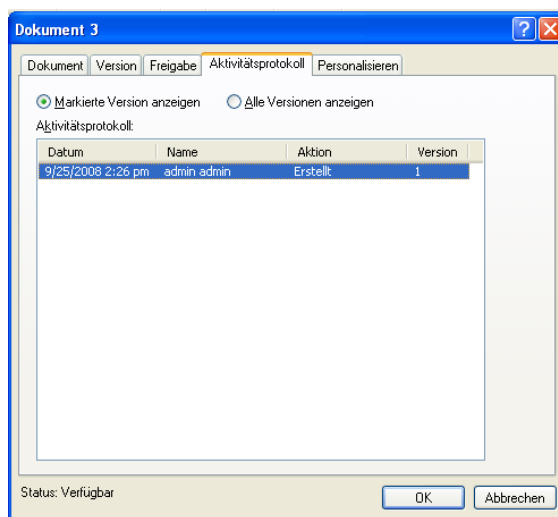 Dokument 3
Dokument Version Freigabe Aktivitätsprotokoll Personalisieren
Markierte Version anzeigen Alle Versionen anzeigen
Aktivitätsprotokoll:
Datum Name Aktion Version
9/25/2008 2:26 pm admin admin Erstellt 1
Status: Verfügbar OK Abbrechen